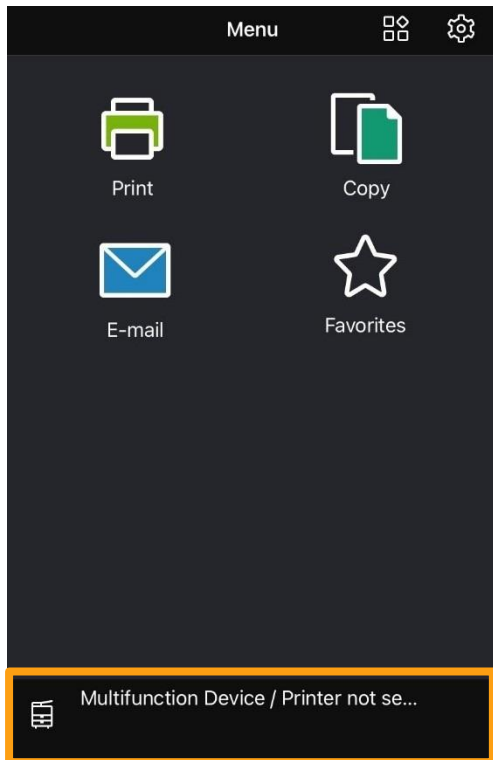 Menu
Print
Copy
E-mail
Favorites
Multifunction Device / Printer not se...